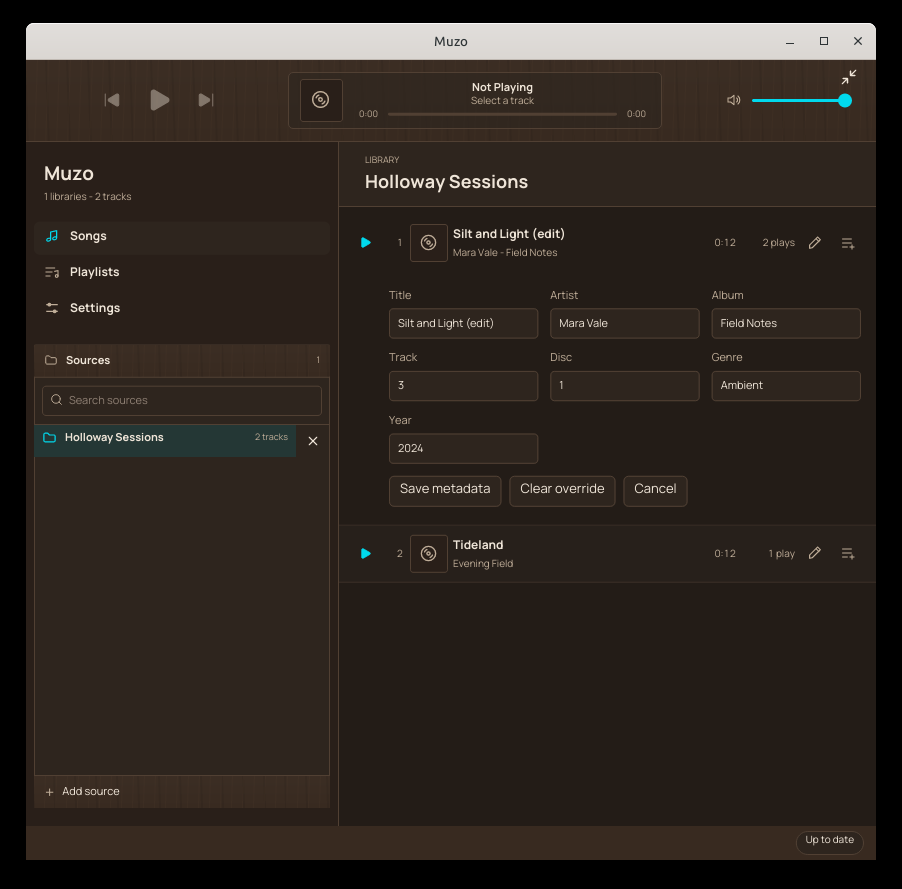 Muzo
Not Playing
Select a track
0:00
0:00
Muzo
1 libraries - 2 tracks
Songs
Playlists
Settings
Sources
1
Search sources
Holloway Sessions
2 tracks
Add source
LIBRARY
Holloway Sessions
1
Silt and Light (edit)
Mara Vale - Field Notes
0:12
2 plays
Title
Artist
Album
Silt and Light (edit)
Mara Vale
Field Notes
Track
Disc
Genre
3
1
Ambient
Year
2024
Save metadata
Clear override
Cancel
2
Tideland
Evening Field
0:12
1 play
Up to date